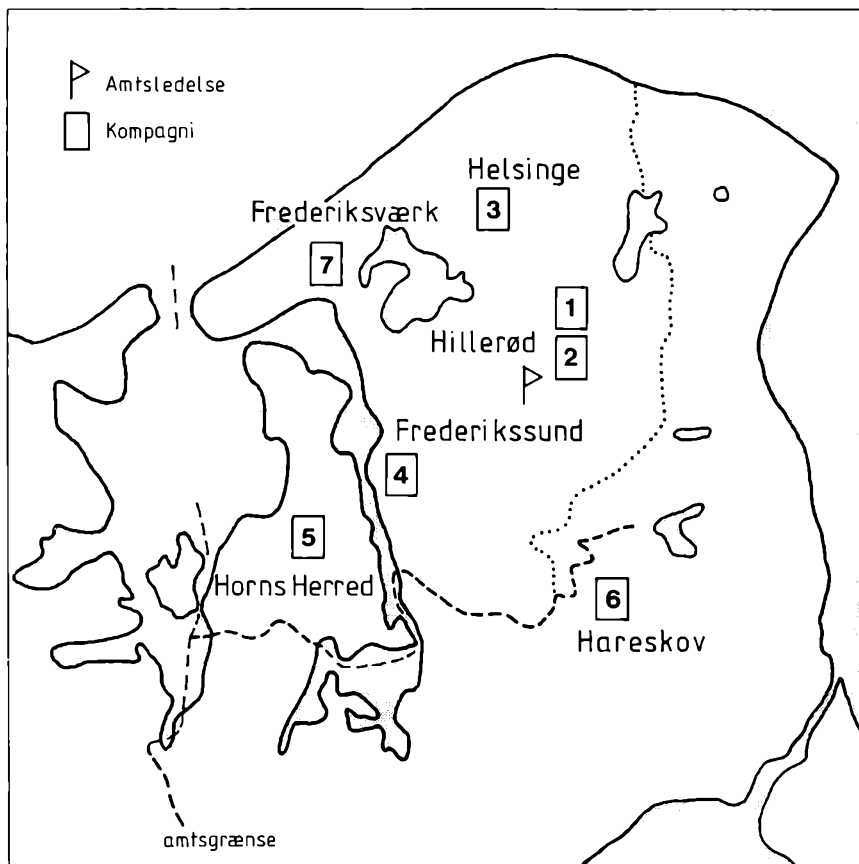 Amtsledelse
Kompagni
Helsinge
3
Frederiksværk
7
1
Hillerød
2
Frederikssund
4
5
Horns Herred
6
Hareskov
amtsgrænse